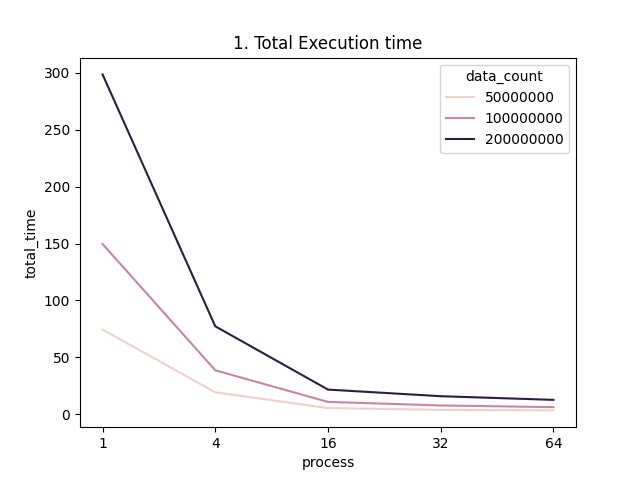 1. Total Execution time
data_count
50000000
100000000
200000000
300
250
200
150
100
50
0
total_time
1 4 16 32 64
process